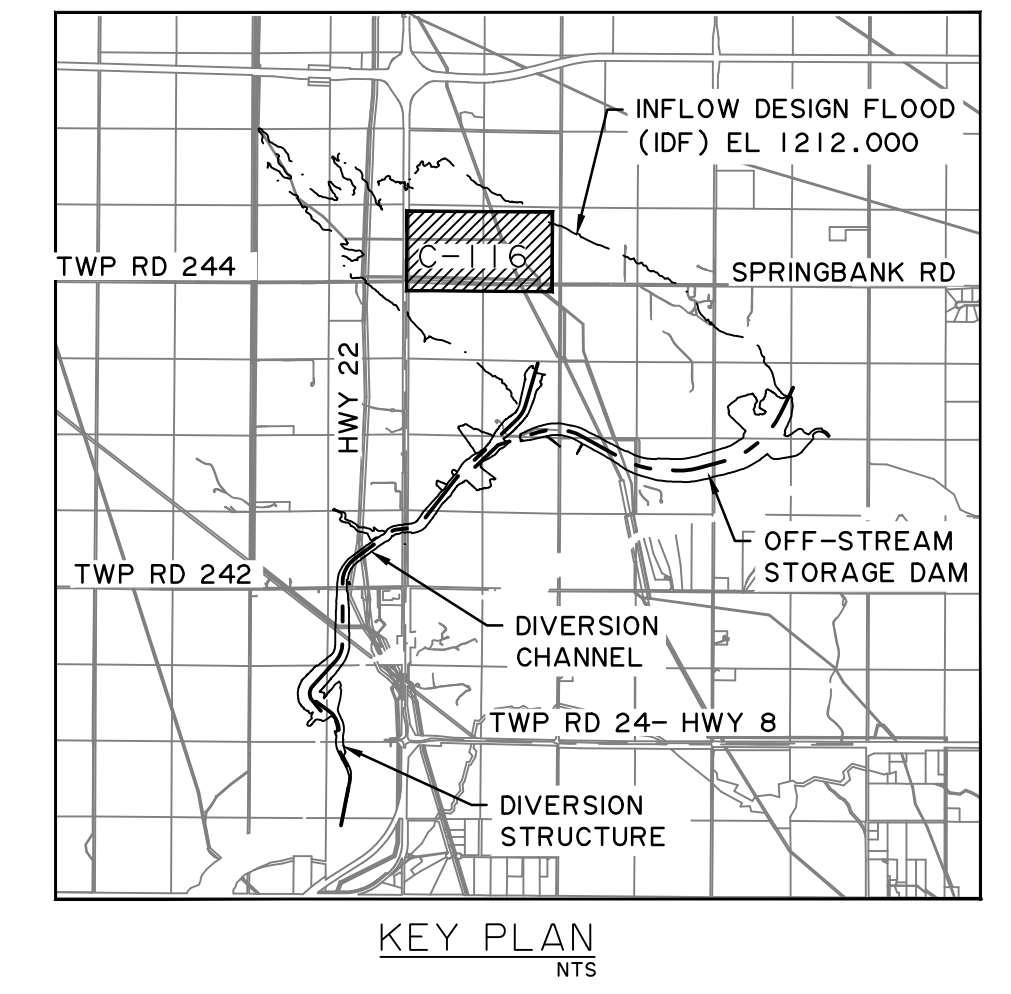 INFLOW DESIGN FLOOD
(IDF) EL 1212.000
C-116
TWP RD 244
SPRINGBANK RD
HWY 22
OFF-STREAM
STORAGE DAM
TWP RD 242
DIVERSION
CHANNEL
TWP RD 24- HWY 8
DIVERSION
STRUCTURE
KEY PLAN
NTS